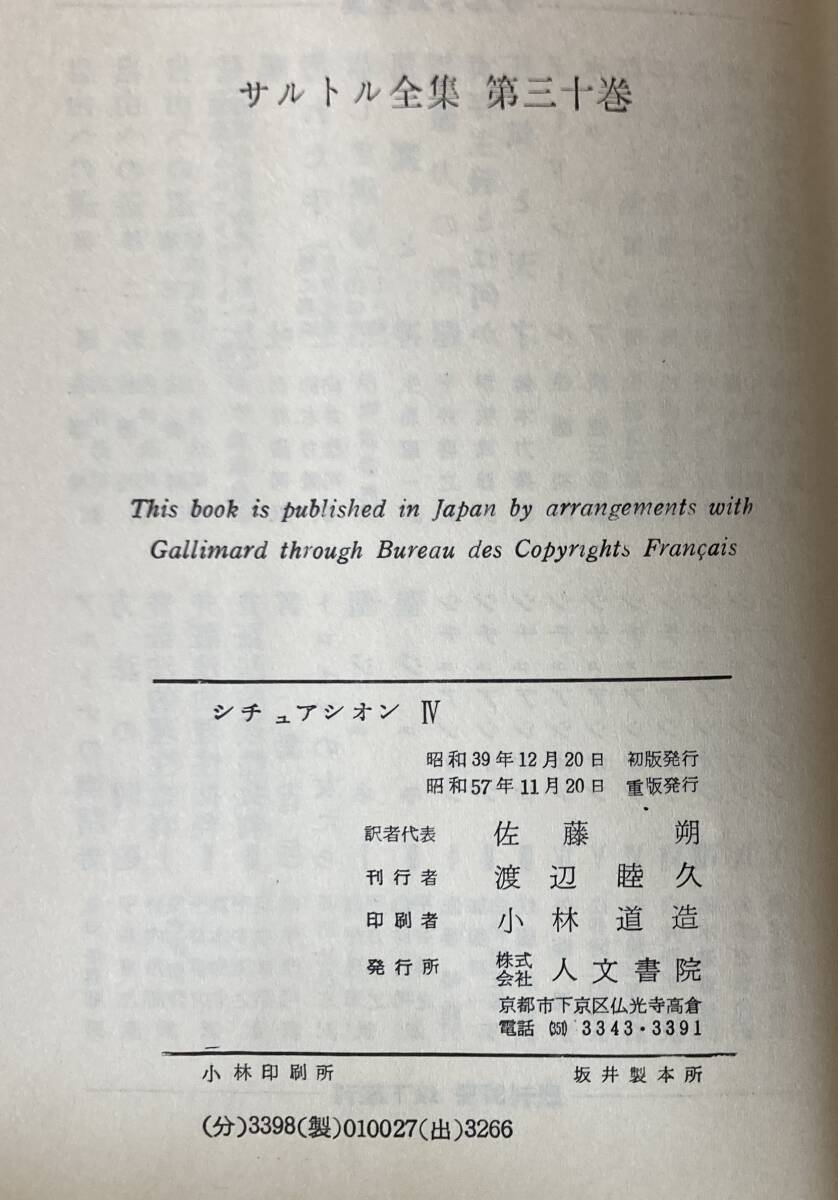 サルトル全集 第三十巻
This book is published in Japan by arrangements with
Gallimard through Bureau des Copyrights Français
シチュアシオン Ⅳ
昭和39年12月20日 初版発行
昭和57年11月20日 重版発行
訳者代表 佐藤朔
刊行者 渡辺睦久
印刷者 小林道造
発行所 株式会社 人文書院
京都市下京区仏光寺高倉
電話 (351) 3343・3391
小林印刷所 坂井製本所
(分)3398(製)010027(出)3266